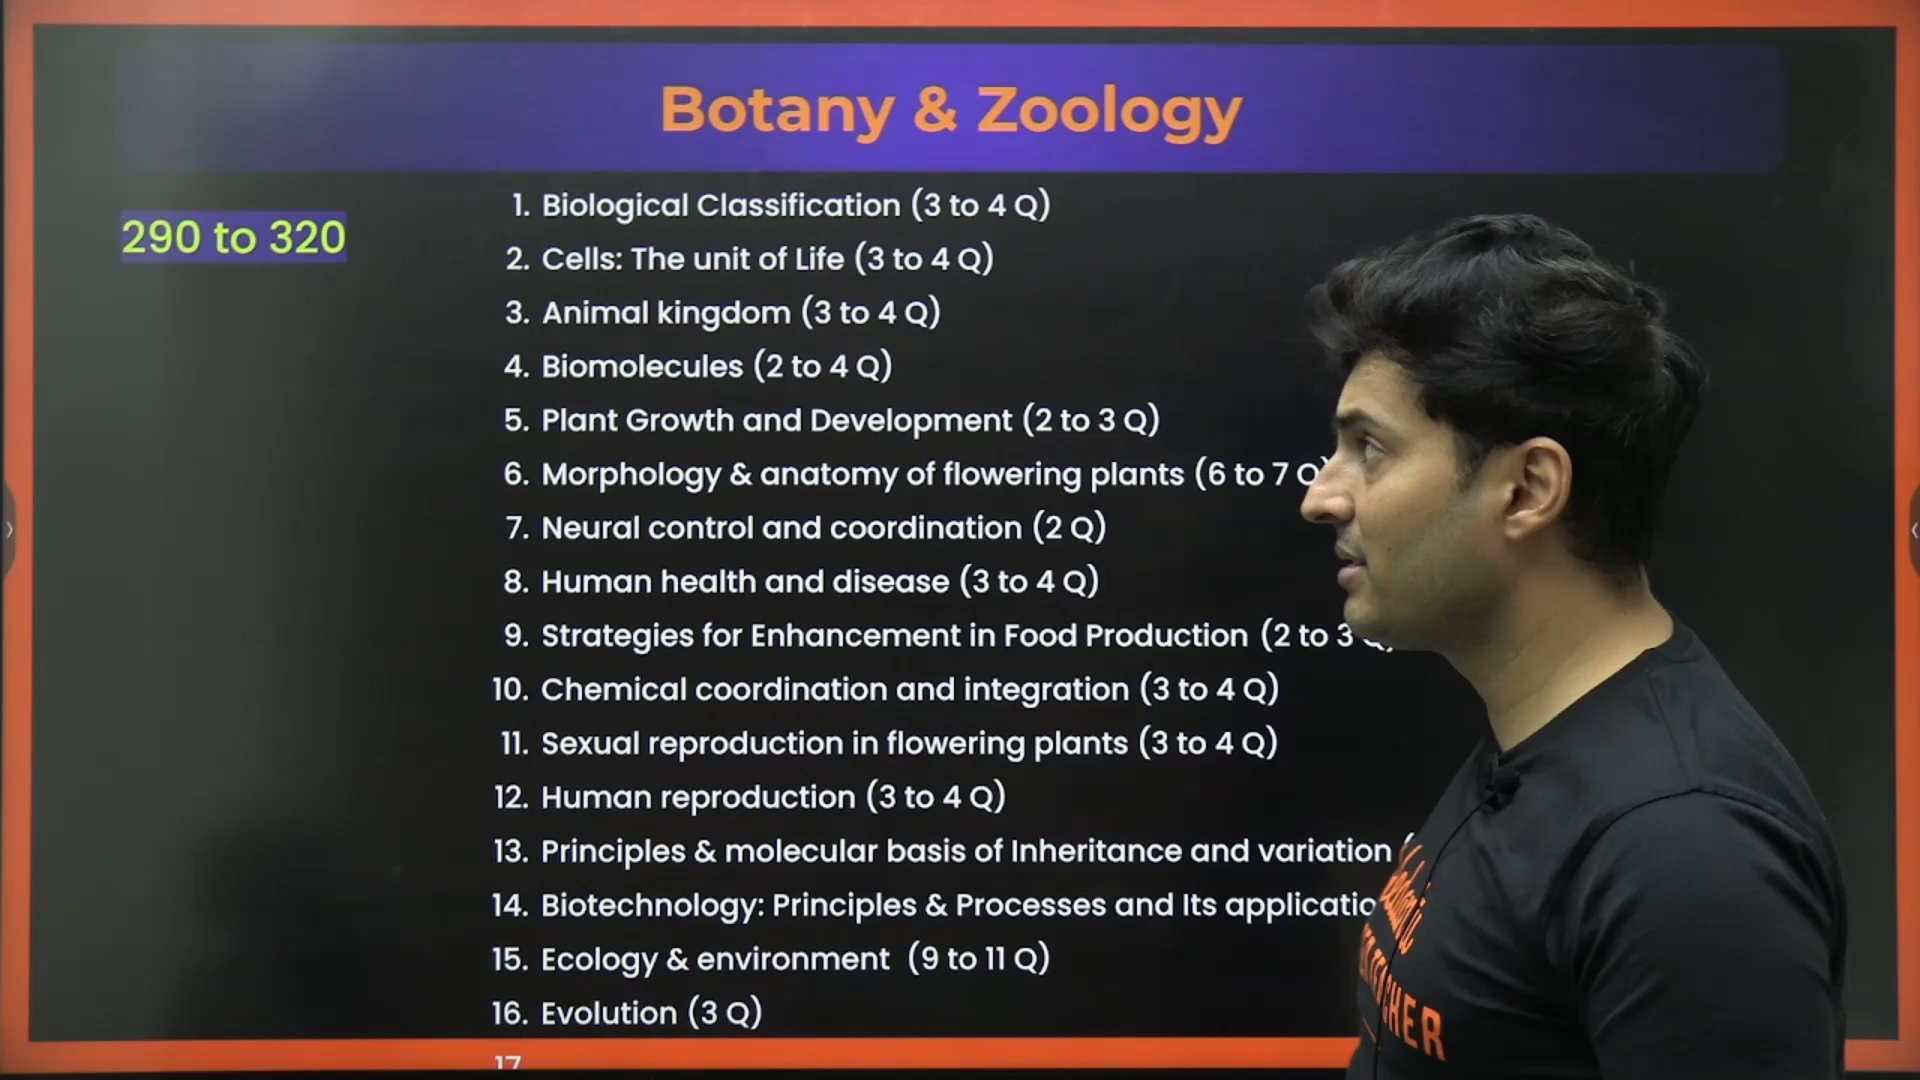 Botany & Zoology
290 to 320
1. Biological Classification (3 to 4 Q)
2. Cells: The unit of Life (3 to 4 Q)
3. Animal kingdom (3 to 4 Q)
4. Biomolecules (2 to 4 Q)
5. Plant Growth and Development (2 to 3 Q)
6. Morphology & anatomy of flowering plants (6 to 7 Q)
7. Neural control and coordination (2 Q)
8. Human health and disease (3 to 4 Q)
9. Strategies for Enhancement in Food Production (2 to 3 Q)
10. Chemical coordination and integration (3 to 4 Q)
11. Sexual reproduction in flowering plants (3 to 4 Q)
12. Human reproduction (3 to 4 Q)
13. Principles & molecular basis of Inheritance and variation (
14. Biotechnology: Principles & Processes and Its applicatio
15. Ecology & environment (9 to 11 Q)
16. Evolution (3 Q)
17.